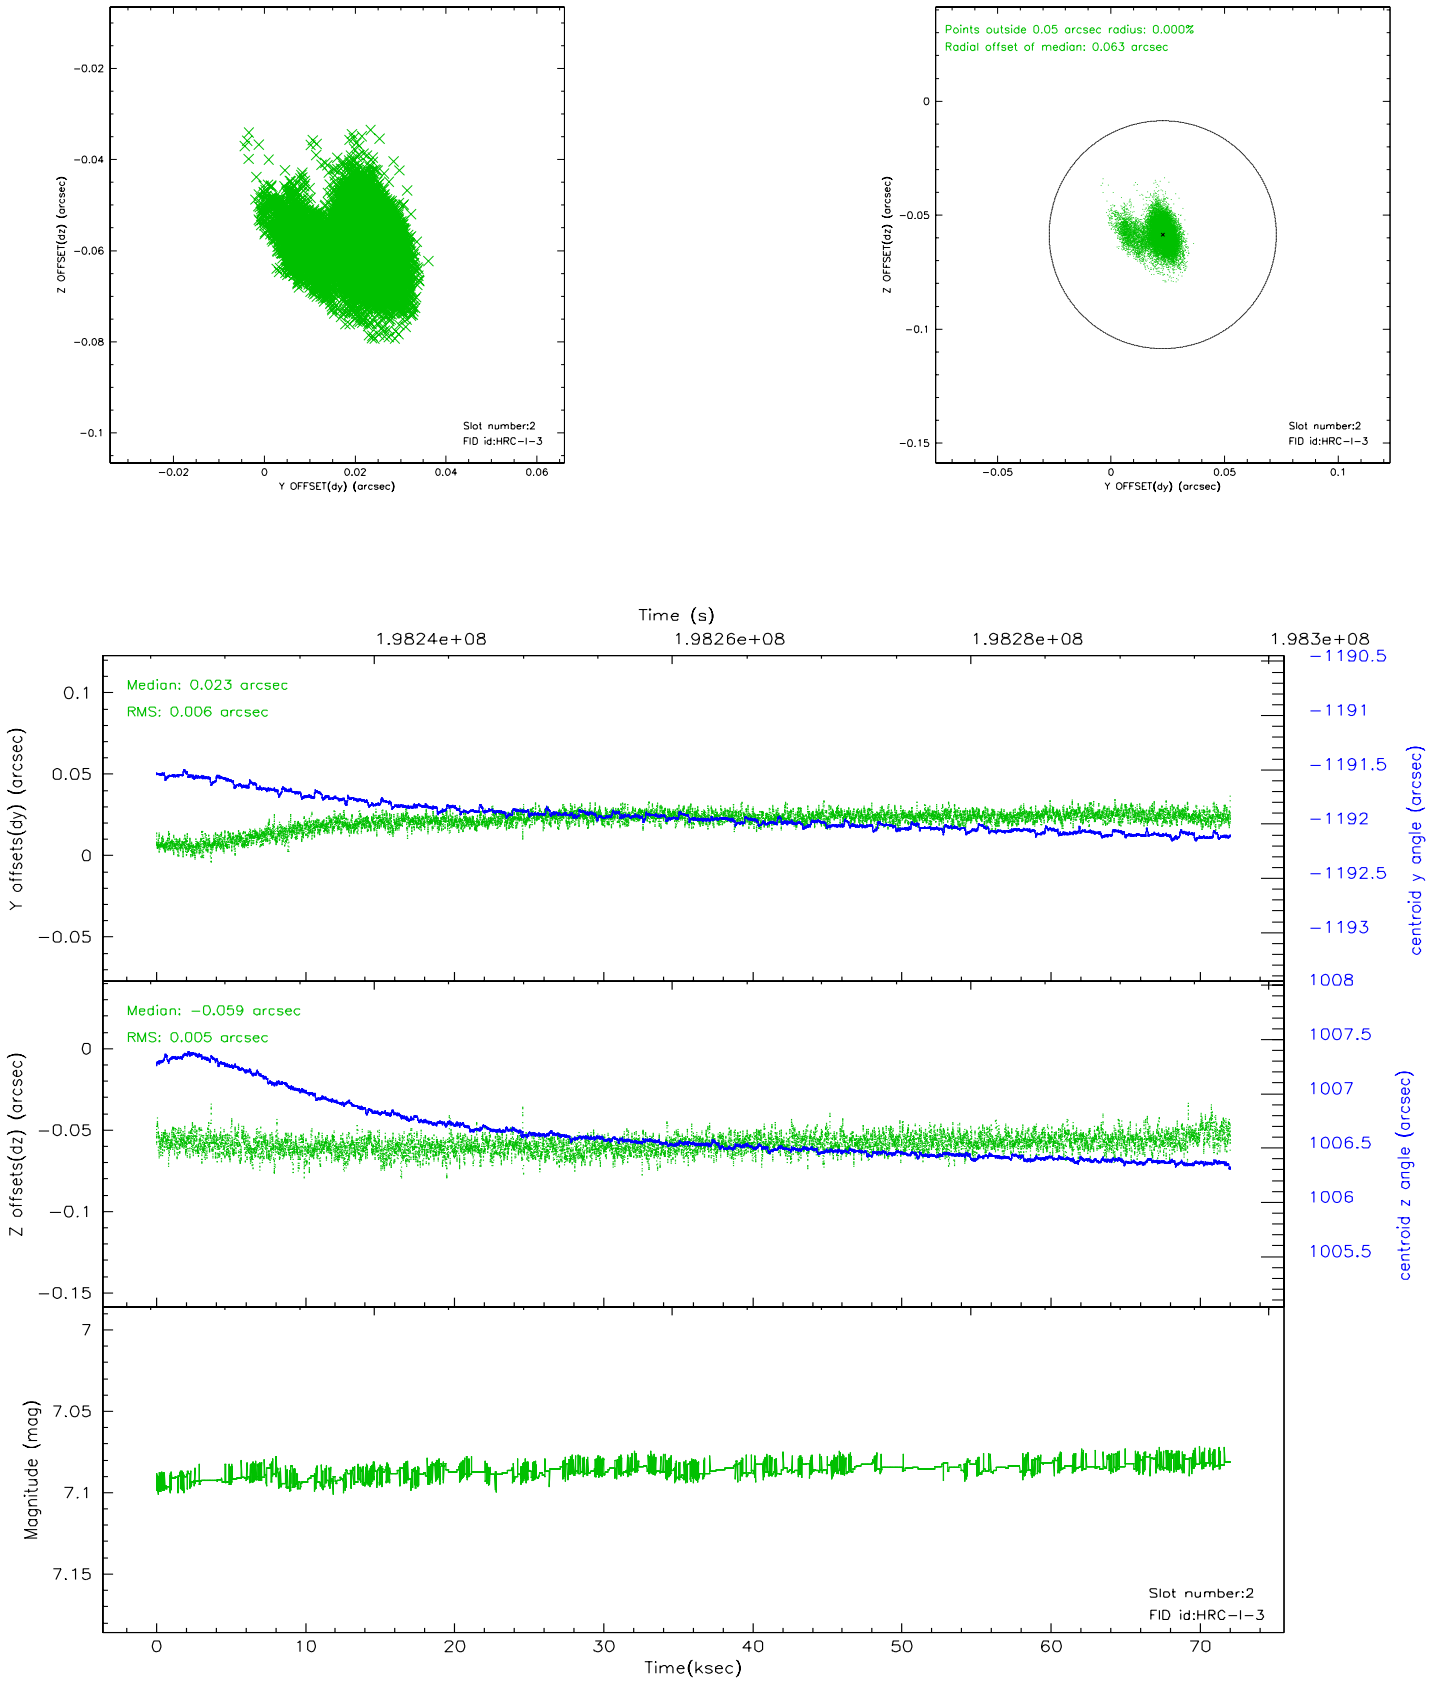 Points outside 0.05 arcsec radius: 0.000%
Radial offset of median: 0.063 arcsec
−0.02
−0.04
−0.06
−0.08
−0.1
Z OFFSET(dz) (arcsec)
Slot number:2
FID id:HRC−I−3
−0.02
0
0.02
0.04
0.06
Y OFFSET(dy) (arcsec)
0
−0.05
−0.1
−0.15
Z OFFSET(dz) (arcsec)
Slot number:2
FID id:HRC−I−3
−0.05
0
0.05
0.1
Y OFFSET(dy) (arcsec)
Time (s)
1.9824e+08
1.9826e+08
1.9828e+08
1.983e+08
Median: 0.023 arcsec
RMS: 0.006 arcsec
0.1
0.05
0
−0.05
Y offsets(dy) (arcsec)
−1190.5
−1191
−1191.5
−1192
−1192.5
−1193
centroid y angle (arcsec)
Median: −0.059 arcsec
RMS: 0.005 arcsec
0
−0.05
−0.1
−0.15
Z offsets(dz) (arcsec)
1008
1007.5
1007
1006.5
1006
1005.5
centroid z angle (arcsec)
7
7.05
7.1
7.15
Magnitude (mag)
Slot number:2
FID id:HRC−I−3
0
10
20
30
40
50
60
70
Time(ksec)